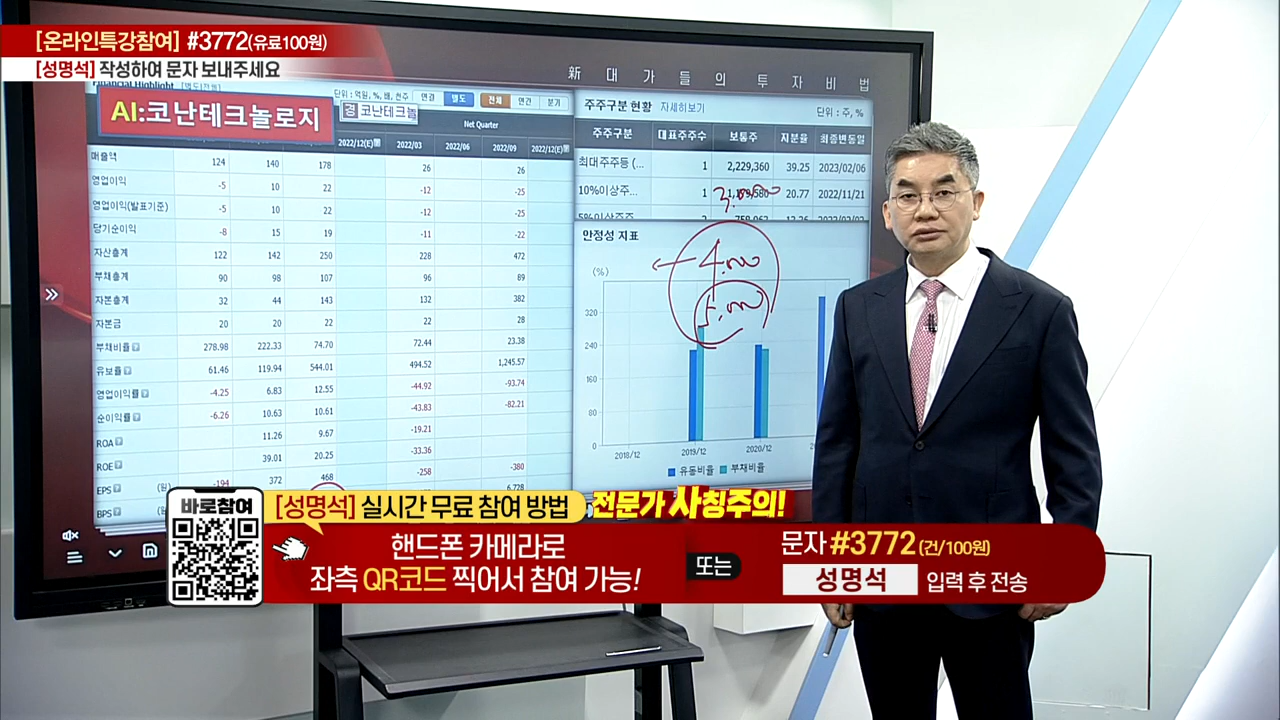 [온라인특강참여] #3772(유료100원)
[성명석] 작성하여 문자 보내주세요
新 대 가 들 의 투 자 비 법
Financial Highlight
단위 : 억원, %, 배, 천주 연결 별도 전체 연간 분기
AI:코난테크놀로지
경 코난테크놀
Net Quarter
2022/12(E) 2022/03 2022/06 2022/09 2022/12(E)
매출액 124 140 178 26 26
영업이익 -5 10 22 -12 -25
영업이익(발표기준) -5 10 22 -12 -25
당기순이익 -8 15 19 -11 -22
자산총계 122 142 250 228 472
부채총계 90 98 107 96 89
자본총계 32 44 143 132 382
자본금 20 20 22 22 28
부채비율 278.98 222.33 74.70 72.44 23.38
유보율 61.46 119.94 544.01 494.52 1,245.57
영업이익률 -4.25 6.83 12.55 -44.92 -93.74
순이익률 -6.26 10.63 10.61 -43.83 -82.21
ROA 11.26 9.67 -19.21
ROE 39.01 20.25 -33.36
EPS (원) -194 372 468 -258 -380
BPS (원) 6,728
주주구분 현황 자세히보기
단위 : 주, %
주주구분 대표주주수 보통주 지분율 최종변동일
최대주주등 (... 1 2,229,360 39.25 2023/02/06
10%이상주... 1 20.77 2022/11/21
5%이상주주
안정성 지표
(%)
4.000
320
240
160
80
0
2018/12 2019/12 2020/12
유동비율 부채비율
바로참여
[성명석] 실시간 무료 참여 방법
전문가 사칭주의!
핸드폰 카메라로
좌측 QR코드 찍어서 참여 가능!
또는
문자 #3772 (건/100원)
성명석 입력 후 전송